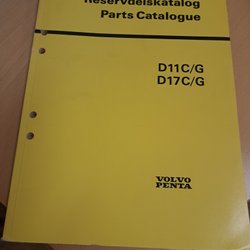 Reservdelskatalog
Parts Catalogue
D11C/G
D17C/G
VOLVO
PENTA